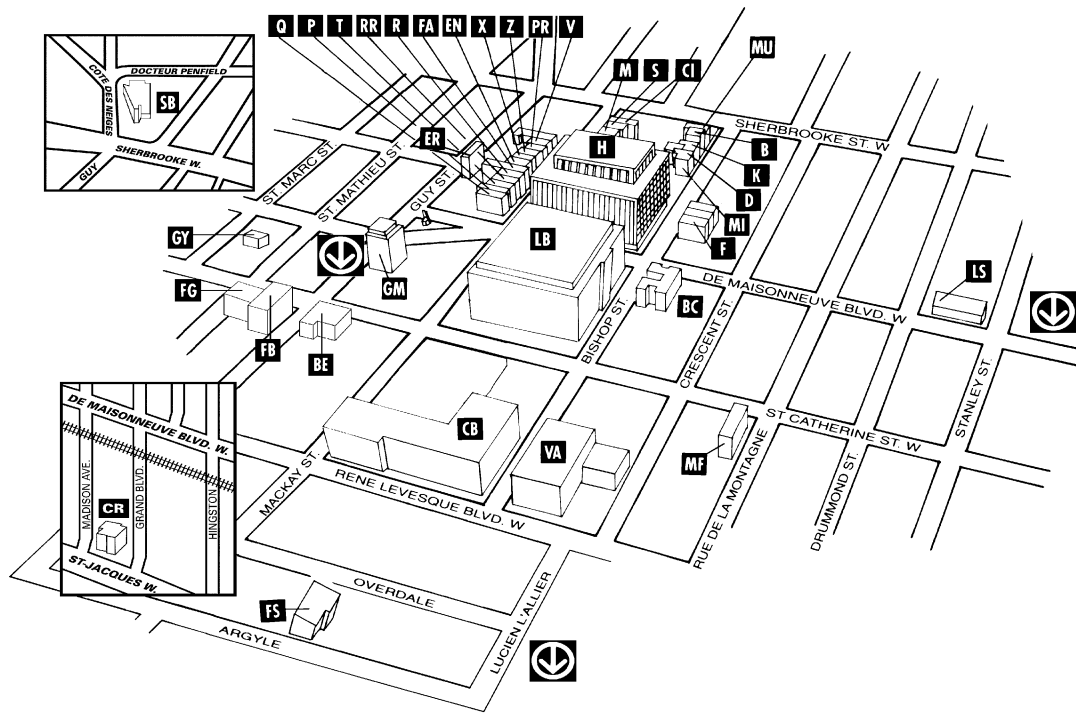 Q P T RR R FA EN X Z PR V
M S CI MU
COTE DES NEIGES
DOCTEUR PENFIELD
SB
SHERBROOKE W.
GUY
ER
H
SHERBROOKE ST. W
B
K
D
MI
F
ST. MARC ST.
ST. MATHIEU ST.
GUY ST.
GY
GM
LB
DE MAISONNEUVE BLVD. W
LS
FG
FB
BE
BC
BISHOP ST.
CRESCENT ST.
STANLEY ST.
CB
VA
MF
ST CATHERINE ST. W
MACKAY ST.
RENE LEVESQUE BLVD. W
RUE DE LA MONTAGNE
DRUMMOND ST.
DE MAISONNEUVE BLVD. W.
MADISON AVE.
GRAND BLVD.
HINGSTON
CR
ST-JACQUES W.
OVERDALE
FS
ARGYLE
LUCIEN L'ALLIER